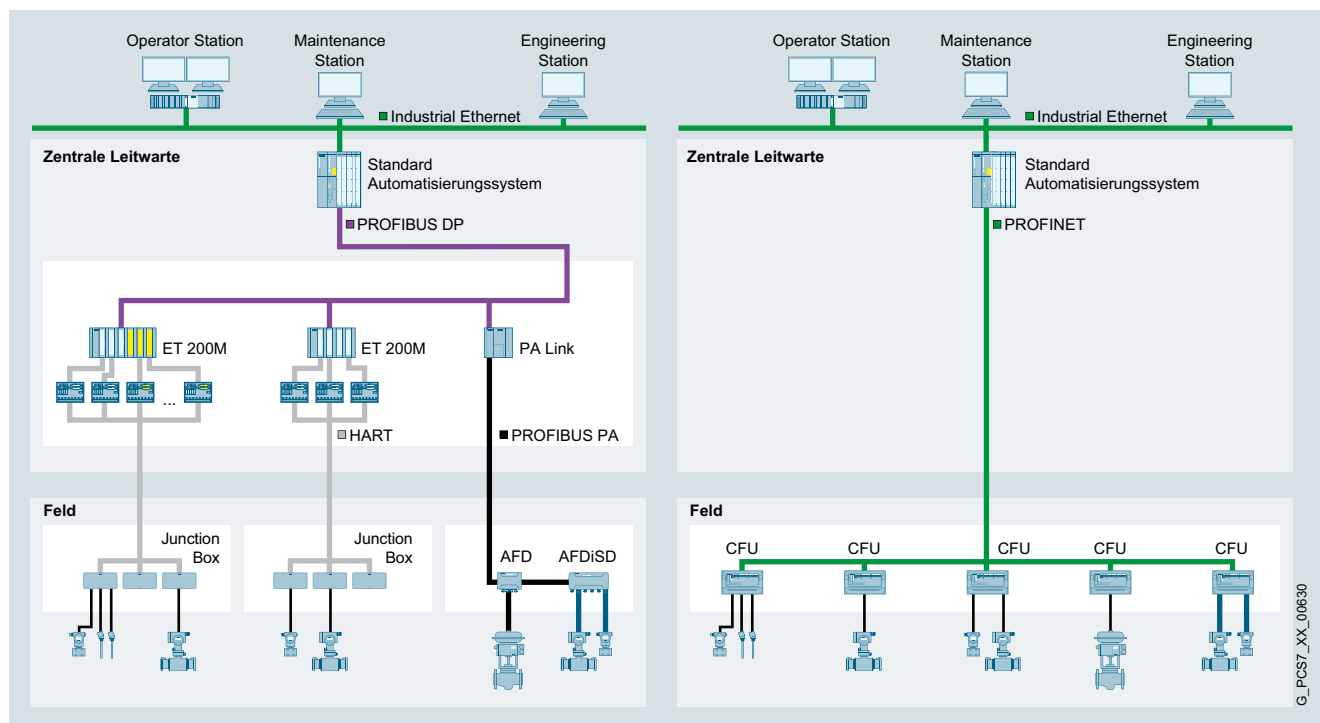 Operator Station
Maintenance
Station
Engineering
Station
Industrial Ethernet
Zentrale Leitwarte
Standard
Automatisierungssystem
PROFIBUS DP
ET 200M
ET 200M
PA Link
...
HART
PROFIBUS PA
Feld
Junction
Box
Junction
Box
AFD
AFDiSD
Operator Station
Maintenance
Station
Engineering
Station
Industrial Ethernet
Zentrale Leitwarte
Standard
Automatisierungssystem
PROFINET
Feld
CFU
CFU
CFU
CFU
CFU
G_PCS7_XX_00630